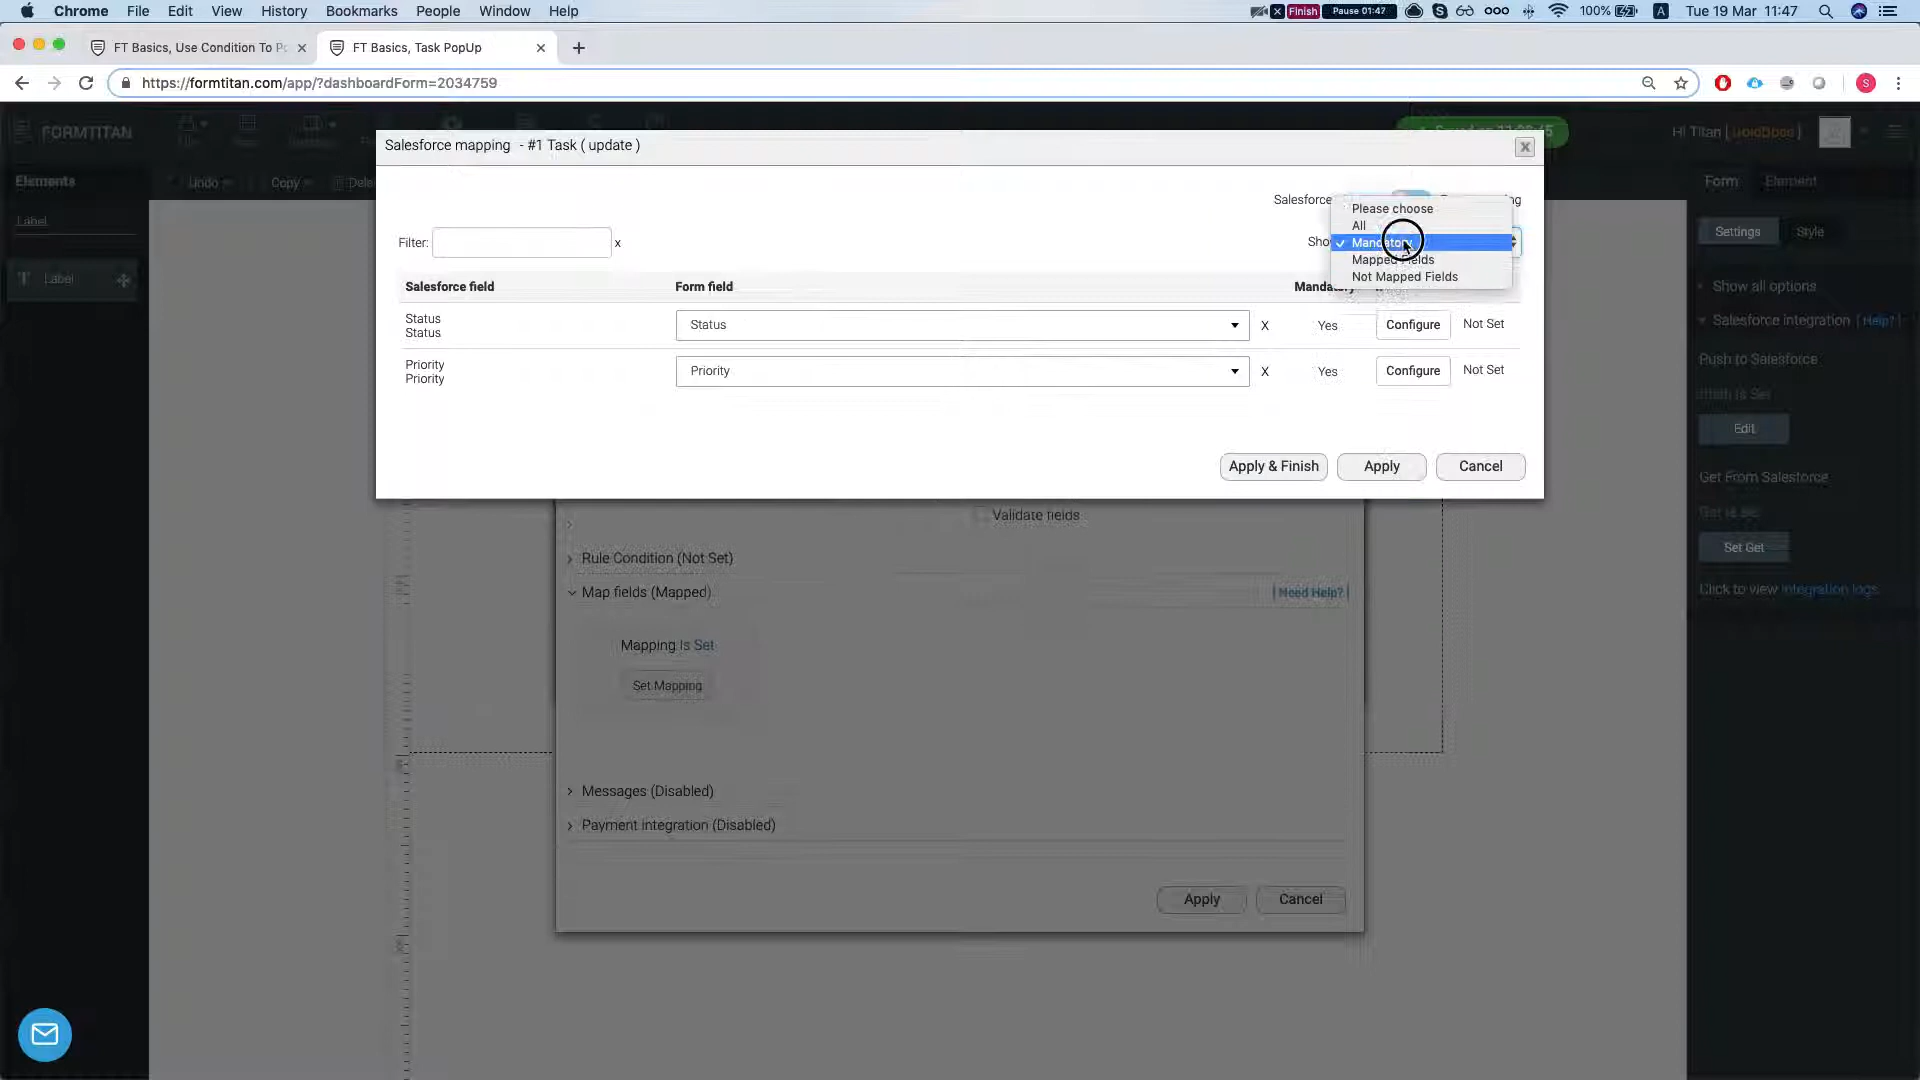 Chrome File Edit View History Bookmarks People Window Help Finish Pause 01:47 100% A Tue 19 Mar 11:47
FT Basics, Use Condition To Po
FT Basics, Task PopUp
https://formtitan.com/app/?dashboardForm=2034759
S
FORMTITAN
Hi Titan
Salesforce mapping - #1 Task ( update )
X
Elements
Undo
Copy
Form
Element
Salesforce
Please choose
Label
All
Filter:
x
Mandatory
Settings
Style
Mapped Fields
Label
Not Mapped Fields
Salesforce field
Form field
Show all options
Status
Status
Status
X
Yes
Configure
Not Set
Salesforce integration [ Help? ]
Priority
Priority
Priority
X
Yes
Configure
Not Set
Push to Salesforce
Edit
Apply & Finish
Apply
Cancel
Get From Salesforce
Validate fields
Set Get
Rule Condition (Not Set)
Map fields (Mapped)
[ Need Help? ]
Click to view integration logs
Mapping Is Set
Set Mapping
Messages (Disabled)
Payment integration (Disabled)
Apply
Cancel